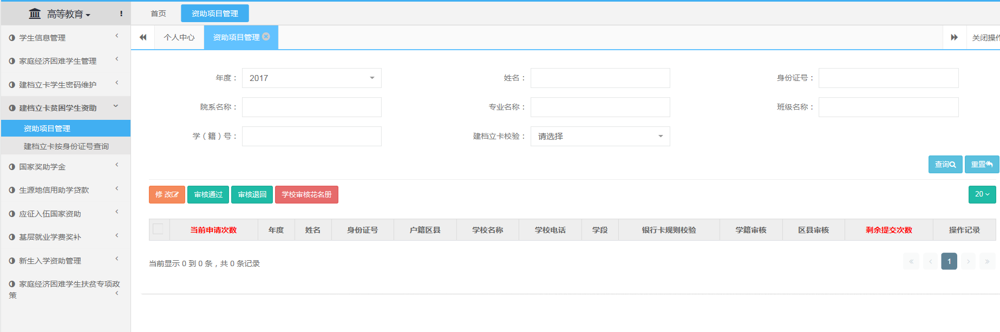 高等教育
首页
资助项目管理
学生信息管理
家庭经济困难学生管理
建档立卡学生密码维护
建档立卡贫困学生资助
资助项目管理
建档立卡按身份证号查询
国家奖助学金
生源地信用助学贷款
应征入伍国家资助
基层就业学费奖补
新生入学资助管理
家庭经济困难学生扶贫专项政
策
个人中心 资助项目管理 关闭操作
年度： 2017 姓名： 身份证号：
院系名称： 专业名称： 班级名称：
学（籍）号： 建档立卡校验： 请选择
查询 重置
修 改 审核通过 审核退回 学校审核花名册 20
当前申请次数 年度 姓名 身份证号 户籍区县 学校名称 学校电话 学段 银行卡规则校验 学籍审核 区县审核 剩余提交次数 操作记录
当前显示 0 到 0 条，共 0 条记录
« ‹ 1 › »